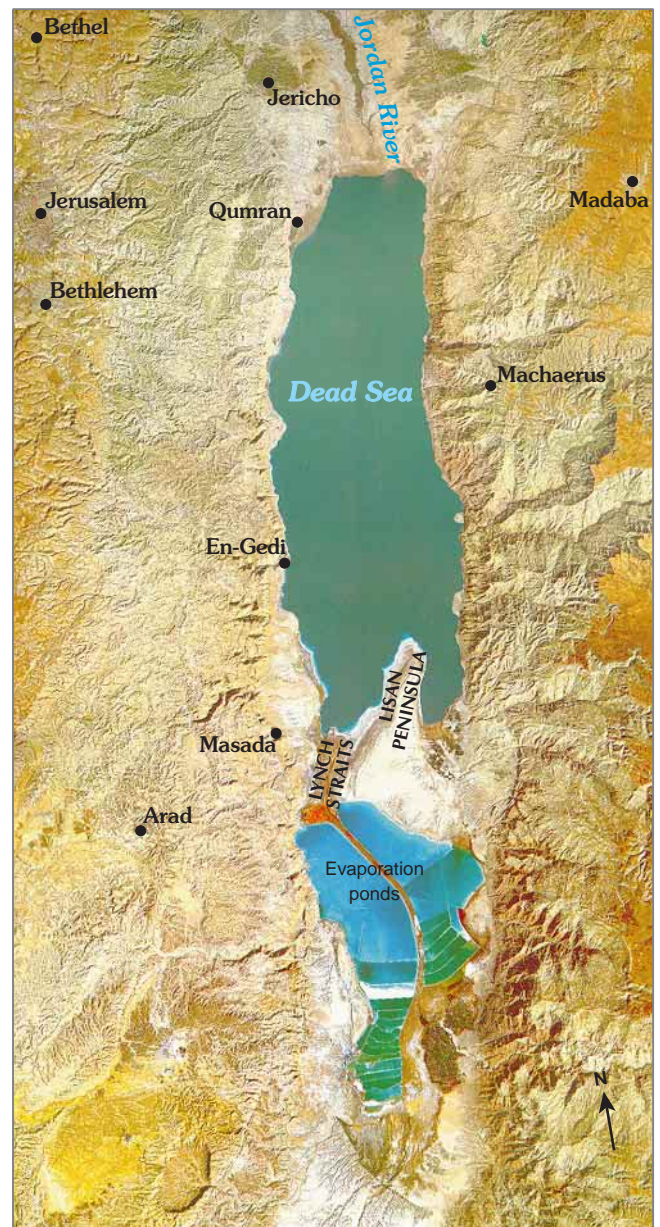 Bethel
Jordan River
Jericho
Jerusalem
Qumran
Madaba
Bethlehem
Dead Sea
Machaerus
En-Gedi
LISAN
PENINSULA
Masada
LYNCH
STRAITS
Arad
Evaporation
ponds
N